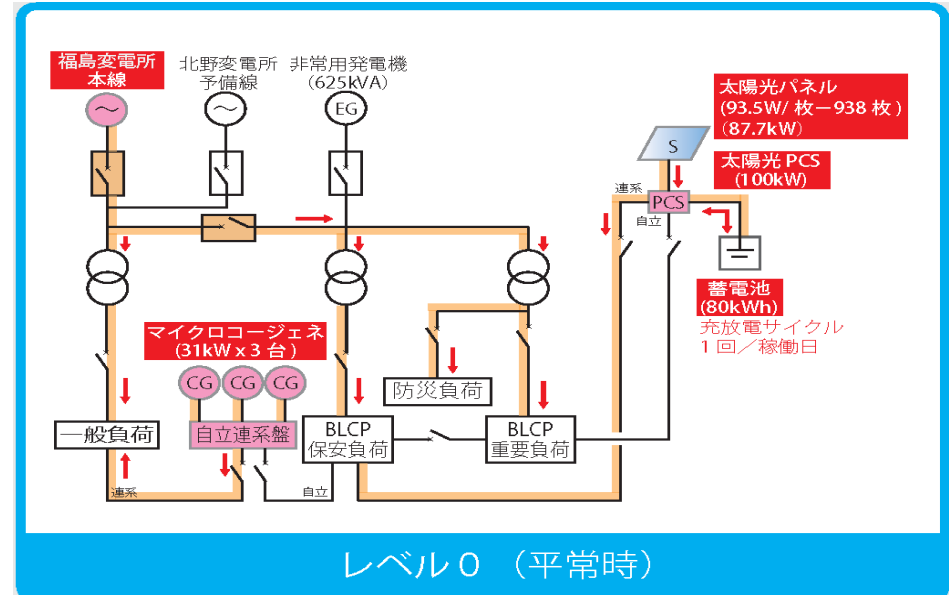 福島変電所
本線
北野変電所
予備線
非常用発電機
(625kVA)
EG
太陽光パネル
(93.5W/ 枚－938 枚 )
(87.7kW)
S
太陽光 PCS
(100kW)
連系
PCS
自立
蓄電池
(80kWh)
充放電サイクル
1 回／稼働日
マイクロコージェネ
(31kW x 3 台 )
CG
CG
CG
防災負荷
一般負荷
自立連系盤
BLCP
保安負荷
BLCP
重要負荷
連系
自立
レベル０ （平常時）